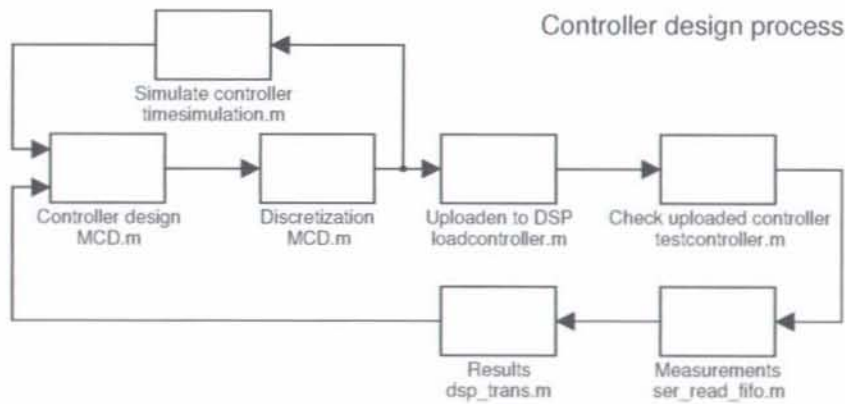 Controller design process
Simulate controller
timesimulation.m
Controller design
MCD.m
Discretization
MCD.m
Uploaden to DSP
loadcontroller.m
Check uploaded controller
testcontroller.m
Results
dsp_trans.m
Measurements
ser_read_fifo.m